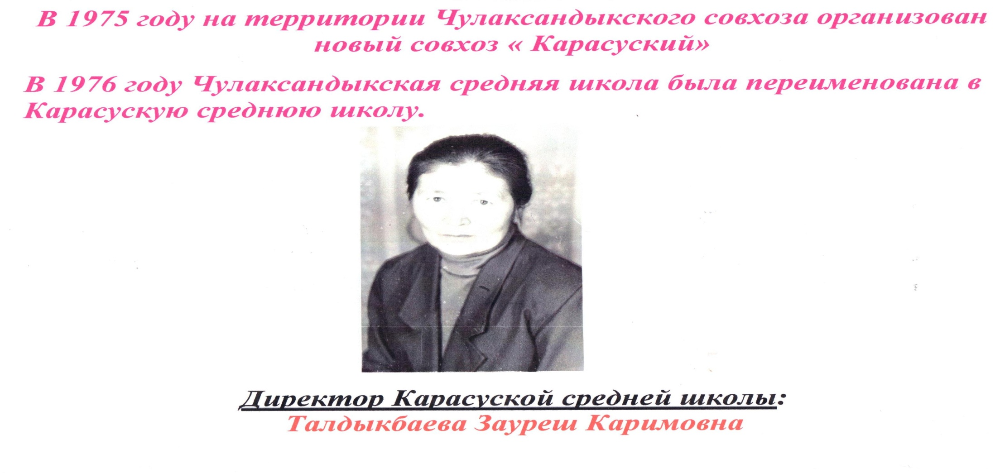 В 1975 году на территории Чулаксандыкского совхоза организован
новый совхоз « Карасуский»
В 1976 году Чулаксандыкская средняя школа была переименована в
Карасускую среднюю школу.
Директор Карасуской средней школы:
Талдыкбаева Зауреш Каримовна